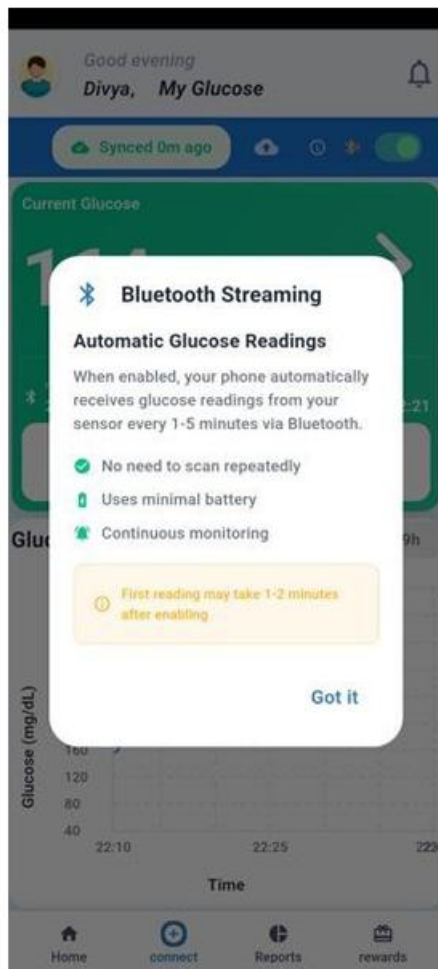 Good evening
Divya, My Glucose
Synced 0m ago
Current Glucose
Bluetooth Streaming
Automatic Glucose Readings
When enabled, your phone automatically
receives glucose readings from your
sensor every 1-5 minutes via Bluetooth.
:21
No need to scan repeatedly
Uses minimal battery
Continuous monitoring
9h
First reading may take 1-2 minutes
after enabling
Got it
Glucose (mg/dL)
160
120
80
40
22:10 22:25
Time
Home connect Reports rewards